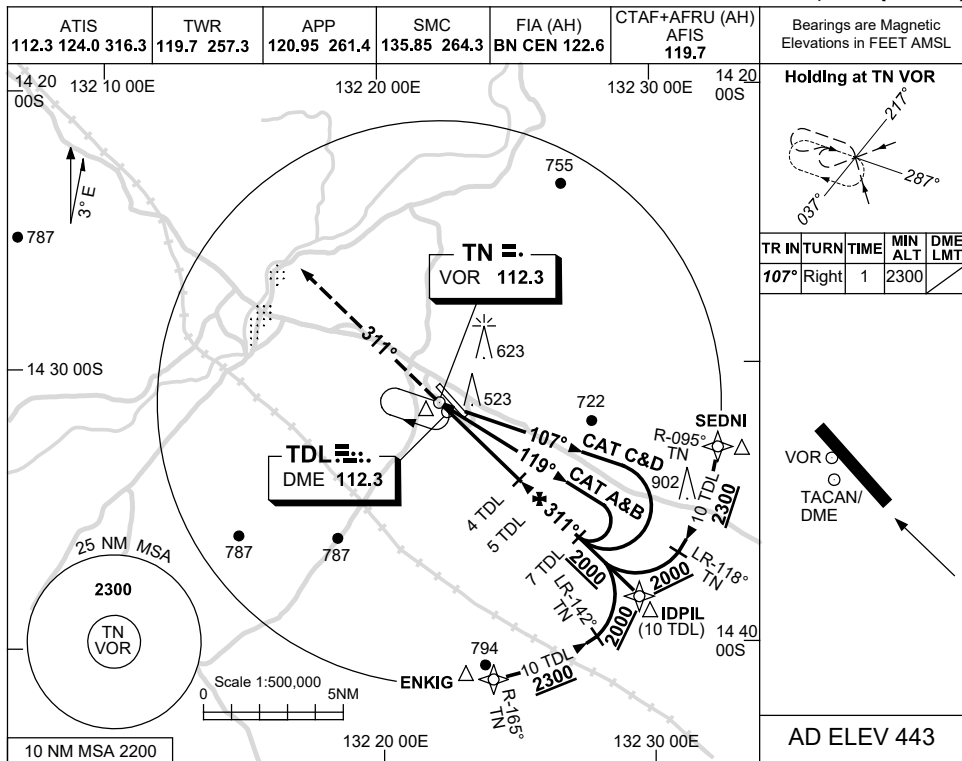 ATIS
112.3 124.0 316.3
TWR
119.7 257.3
APP
120.95 261.4
SMC
135.85 264.3
FIA (AH)
BN CEN 122.6
CTAF+AFRU (AH)
AFIS
119.7
Bearings are Magnetic
Elevations in FEET AMSL
14 20
00S
132 10 00E
132 20 00E
132 30 00E
14 20
00S
3° E
787
755
TN
VOR 112.3
311°
623
523
14 30 00S
722
SEDNI
R-095°
TN
107° CAT C&D
119° CAT A&B
902
10 TDL
2300
TDL
DME 112.3
4 TDL
5 TDL
311°
7 TDL
2000
LR-118°
TN
2000
LR-142°
TN
2000
IDPIL
(10 TDL)
787
787
25 NM MSA
2300
TN
VOR
14 40
00S
794
ENKIG
10 TDL
2300
R-165°
TN
Scale 1:500,000
0 5NM
10 NM MSA 2200
132 20 00E
132 30 00E
Holding at TN VOR
217°
287°
037°
TR IN TURN TIME MIN ALT DME LMT
107° Right 1 2300
VOR
TACAN/
DME
AD ELEV 443